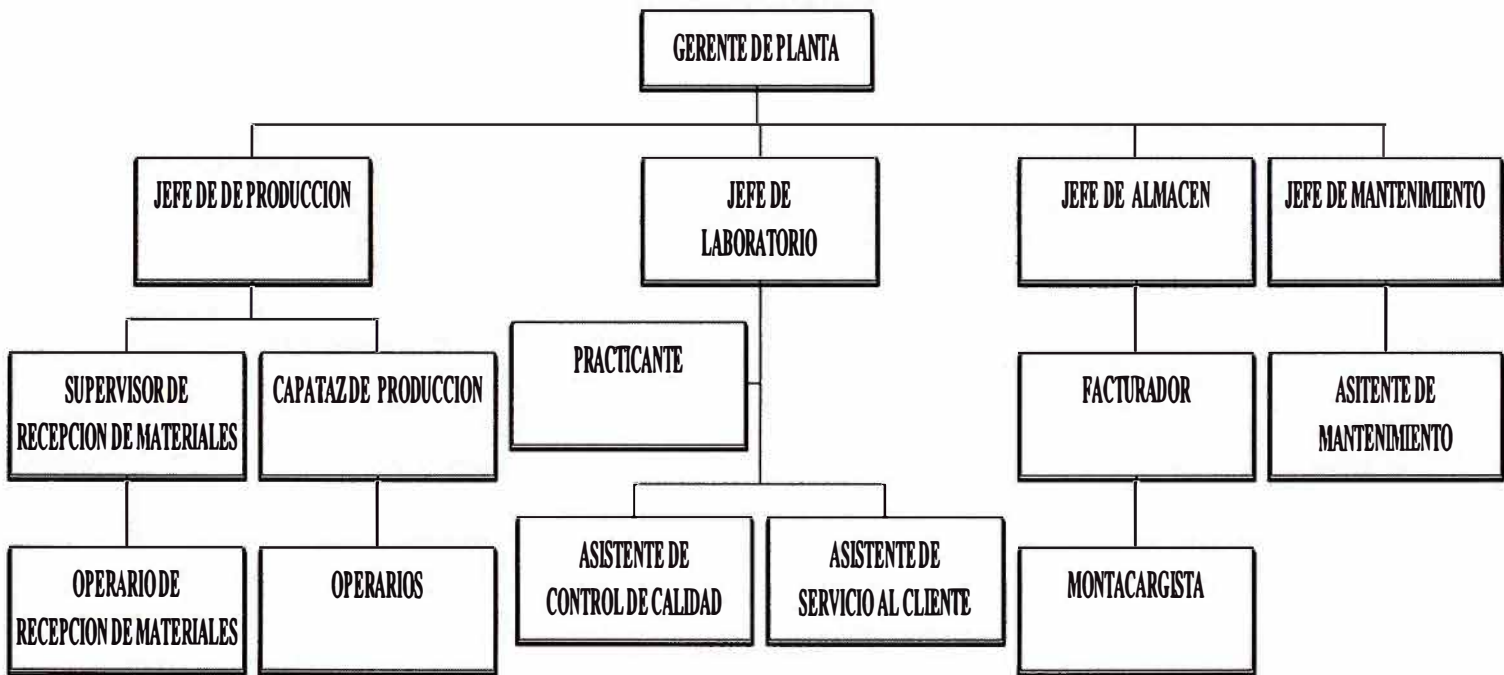 GERENTE DE PLANTA
JEFE DE DE PRODUCCION
JEFE DE
LABORATORIO
JEFE DE ALMACEN
JEFE DE MANTENIMIENTO
SUPERVISOR DE
RECEPCION DE MATERIALES
CAPATAZ DE PRODUCCION
PRACTICANTE
FACTURADOR
ASITENTE DE
MANTENIMIENTO
OPERARIO DE
RECEPCION DE MATERIALES
OPERARIOS
ASISTENTE DE
CONTROL DE CALIDAD
ASISTENTE DE
SERVICIO AL CLIENTE
MONTACARGISTA